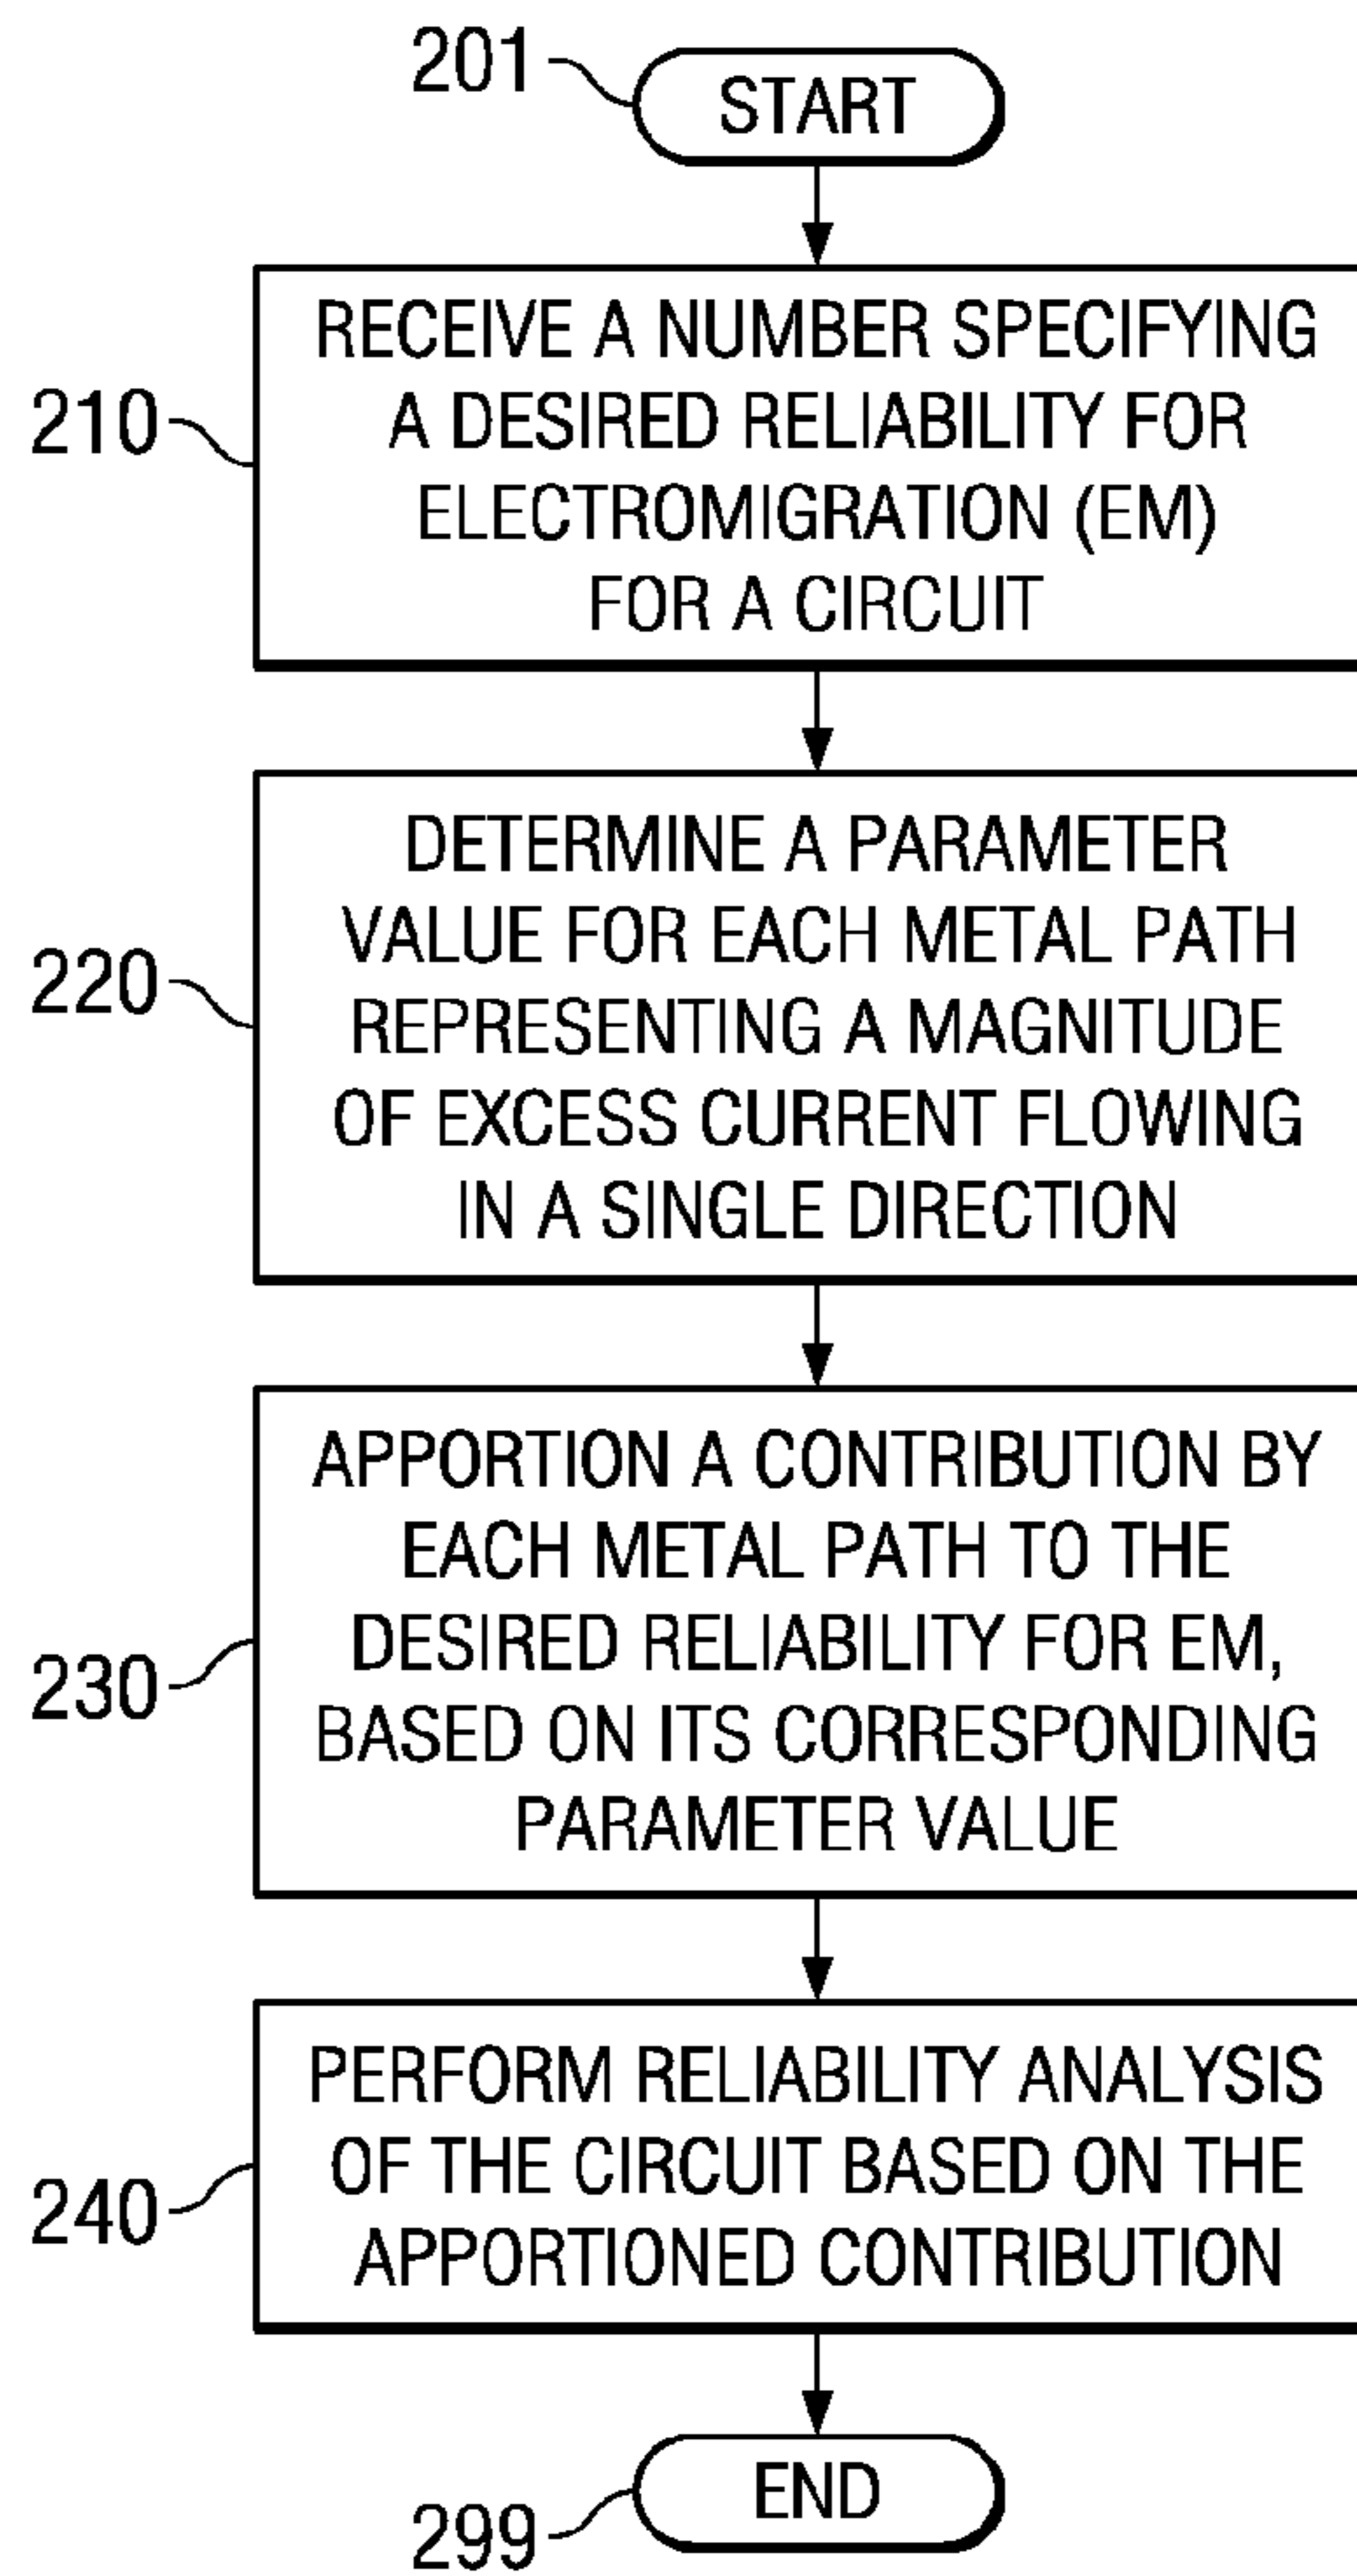 201
START
RECEIVE A NUMBER SPECIFYING
A DESIRED RELIABILITY FOR
ELECTROMIGRATION (EM)
FOR A CIRCUIT
210
DETERMINE A PARAMETER
VALUE FOR EACH METAL PATH
REPRESENTING A MAGNITUDE
OF EXCESS CURRENT FLOWING
IN A SINGLE DIRECTION
220
APPORTION A CONTRIBUTION BY
EACH METAL PATH TO THE
DESIRED RELIABILITY FOR EM,
BASED ON ITS CORRESPONDING
PARAMETER VALUE
230
PERFORM RELIABILITY ANALYSIS
OF THE CIRCUIT BASED ON THE
APPORTIONED CONTRIBUTION
240
END
299